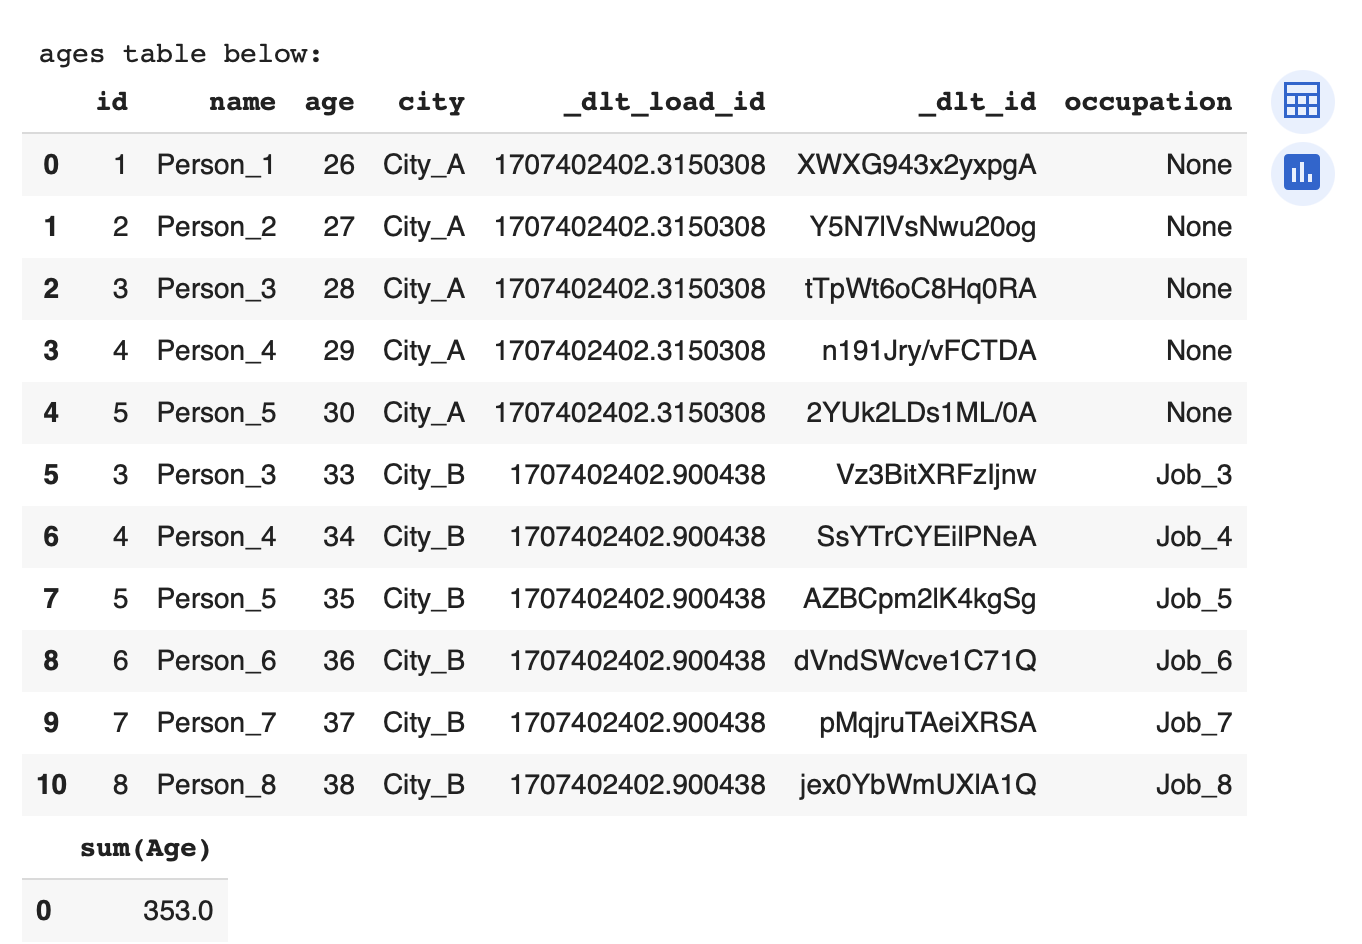 ages table below:
id name age city _dlt_load_id _dlt_id occupation
0 1 Person_1 26 City_A 1707402402.3150308 XWXG943x2yxpgA None
1 2 Person_2 27 City_A 1707402402.3150308 Y5N7lVsNwu20og None
2 3 Person_3 28 City_A 1707402402.3150308 tTpWt6oC8Hq0RA None
3 4 Person_4 29 City_A 1707402402.3150308 n191Jry/vFCTDA None
4 5 Person_5 30 City_A 1707402402.3150308 2YUk2LDs1ML/0A None
5 3 Person_3 33 City_B 1707402402.900438 Vz3BitXRFzIjnw Job_3
6 4 Person_4 34 City_B 1707402402.900438 SsYTrCYEilPNeA Job_4
7 5 Person_5 35 City_B 1707402402.900438 AZBCpm2lK4kgSg Job_5
8 6 Person_6 36 City_B 1707402402.900438 dVndSWcve1C71Q Job_6
9 7 Person_7 37 City_B 1707402402.900438 pMqjruTAeiXRSA Job_7
10 8 Person_8 38 City_B 1707402402.900438 jex0YbWmUXlA1Q Job_8
sum(Age)
0 353.0